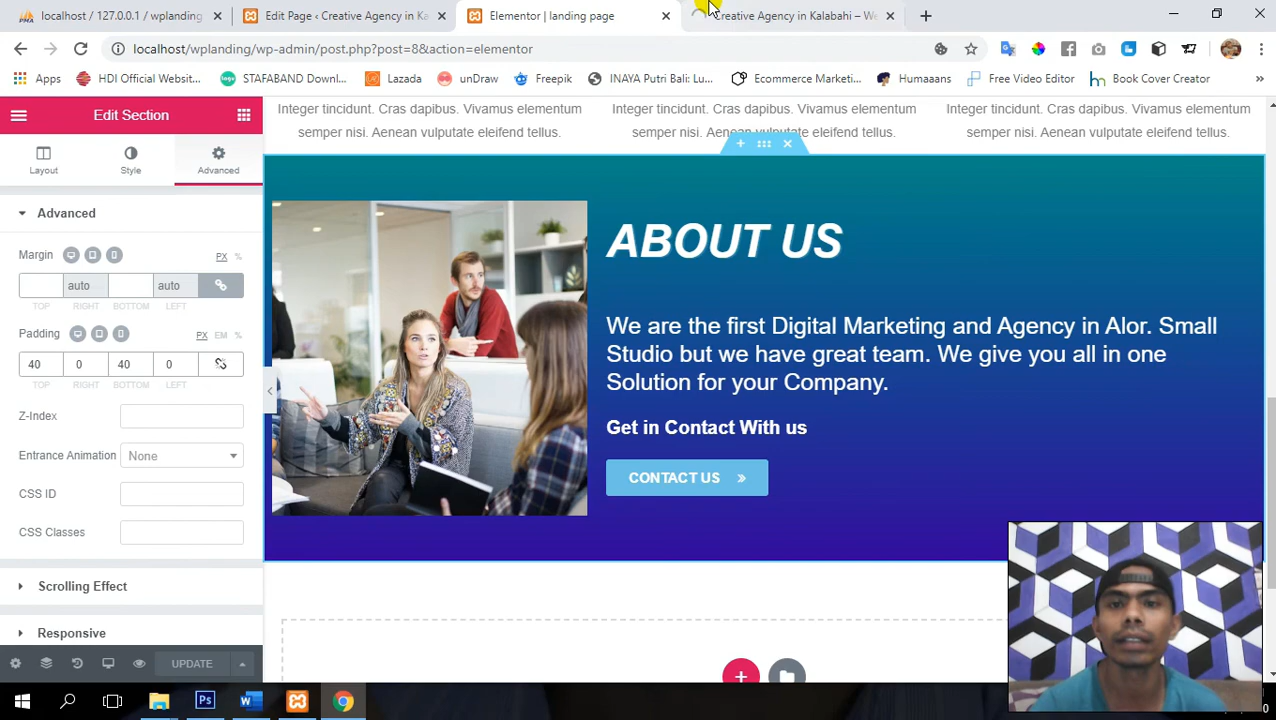 localhost / 127.0.0.1 / wplanding
Edit Page ‹ Creative Agency in Ka
Elementor | landing page
Creative Agency in Kalabahi – We
localhost/wplanding/wp-admin/post.php?post=8&action=elementor
Apps
HDI Official Websit...
STAFABAND Downl...
Lazada
unDraw
Freepik
INAYA Putri Bali: Lu...
Ecommerce Marketi...
Humaaans
Free Video Editor
Book Cover Creator
»
Edit Section
Layout
Style
Advanced
Advanced
Margin
PX %
auto
auto
TOP RIGHT BOTTOM LEFT
Padding
PX EM %
40 0 40 0
TOP RIGHT BOTTOM LEFT
Z-Index
Entrance Animation
None
CSS ID
CSS Classes
Scrolling Effect
Responsive
UPDATE
Integer tincidunt. Cras dapibus. Vivamus elementum
semper nisi. Aenean vulputate eleifend tellus.
Integer tincidunt. Cras dapibus. Vivamus elementum
semper nisi. Aenean vulputate eleifend tellus.
Integer tincidunt. Cras dapibus. Vivamus elementum
semper nisi. Aenean vulputate eleifend tellus.
ABOUT US
We are the first Digital Marketing and Agency in Alor. Small
Studio but we have great team. We give you all in one
Solution for your Company.
Get in Contact With us
CONTACT US »